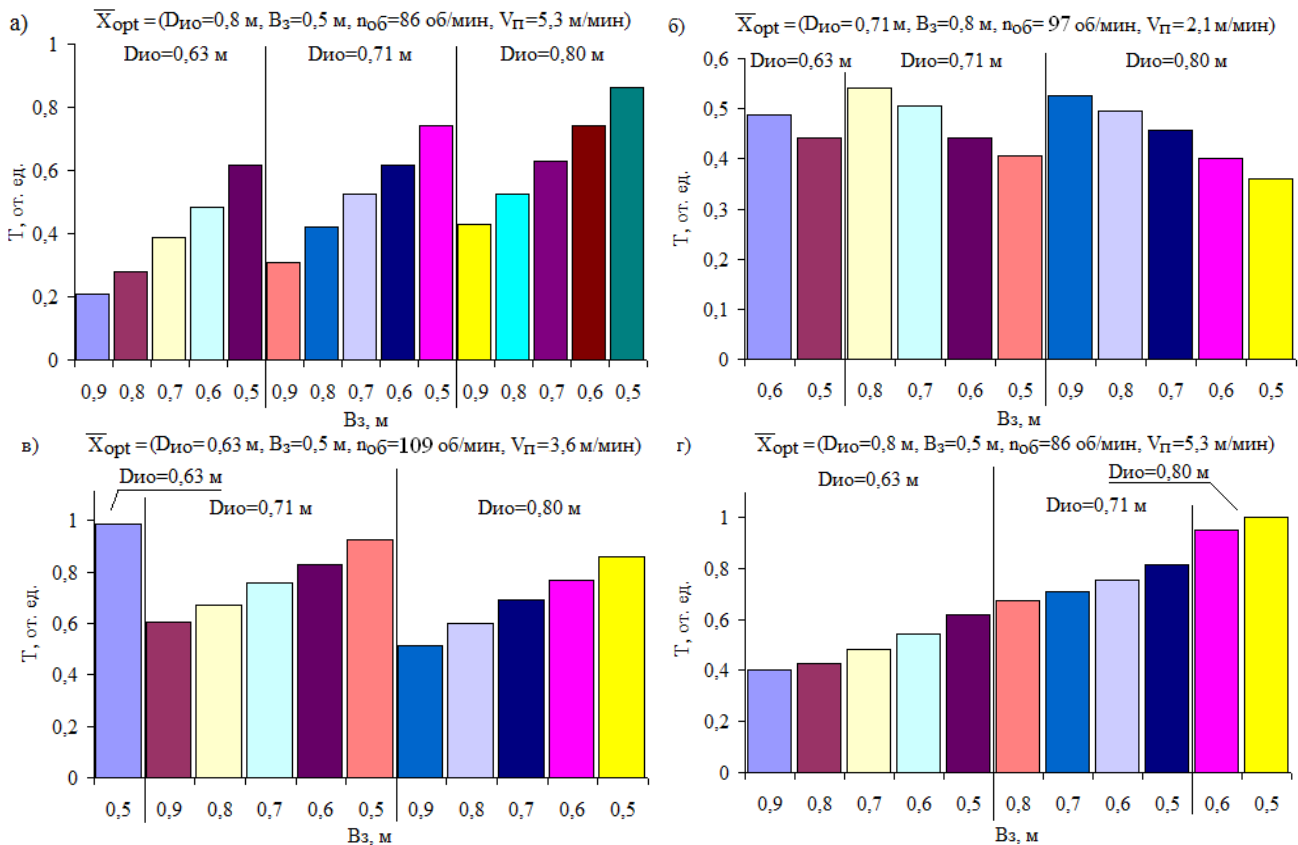 а) X̅opt = (Dио=0,8 м, Bз=0,5 м, nоб=86 об/мин, Vп=5,3 м/мин)
Dио=0,63 м Dио=0,71 м Dио=0,80 м
T, от. ед.
1
0,8
0,6
0,4
0,2
0
0,9 0,8 0,7 0,6 0,5 0,9 0,8 0,7 0,6 0,5 0,9 0,8 0,7 0,6 0,5
Bз, м
б) X̅opt = (Dио=0,71 м, Bз=0,8 м, nоб= 97 об/мин, Vп=2,1 м/мин)
Dио=0,63 м Dио=0,71 м Dио=0,80 м
T, от. ед.
0,6
0,5
0,4
0,3
0,2
0,1
0
0,6 0,5 0,8 0,7 0,6 0,5 0,9 0,8 0,7 0,6 0,5
Bз, м
в) X̅opt = (Dио=0,63 м, Bз=0,5 м, nоб=109 об/мин, Vп=3,6 м/мин)
Dио=0,63 м
Dио=0,71 м Dио=0,80 м
T, от. ед.
1
0,8
0,6
0,4
0,2
0
0,5 0,9 0,8 0,7 0,6 0,5 0,9 0,8 0,7 0,6 0,5
Bз, м
г) X̅opt = (Dио=0,8 м, Bз=0,5 м, nоб=86 об/мин, Vп=5,3 м/мин)
Dио=0,63 м Dио=0,80 м
Dио=0,71 м
T, от. ед.
1
0,8
0,6
0,4
0,2
0
0,9 0,8 0,7 0,6 0,5 0,8 0,7 0,6 0,5 0,6 0,5
Bз, м